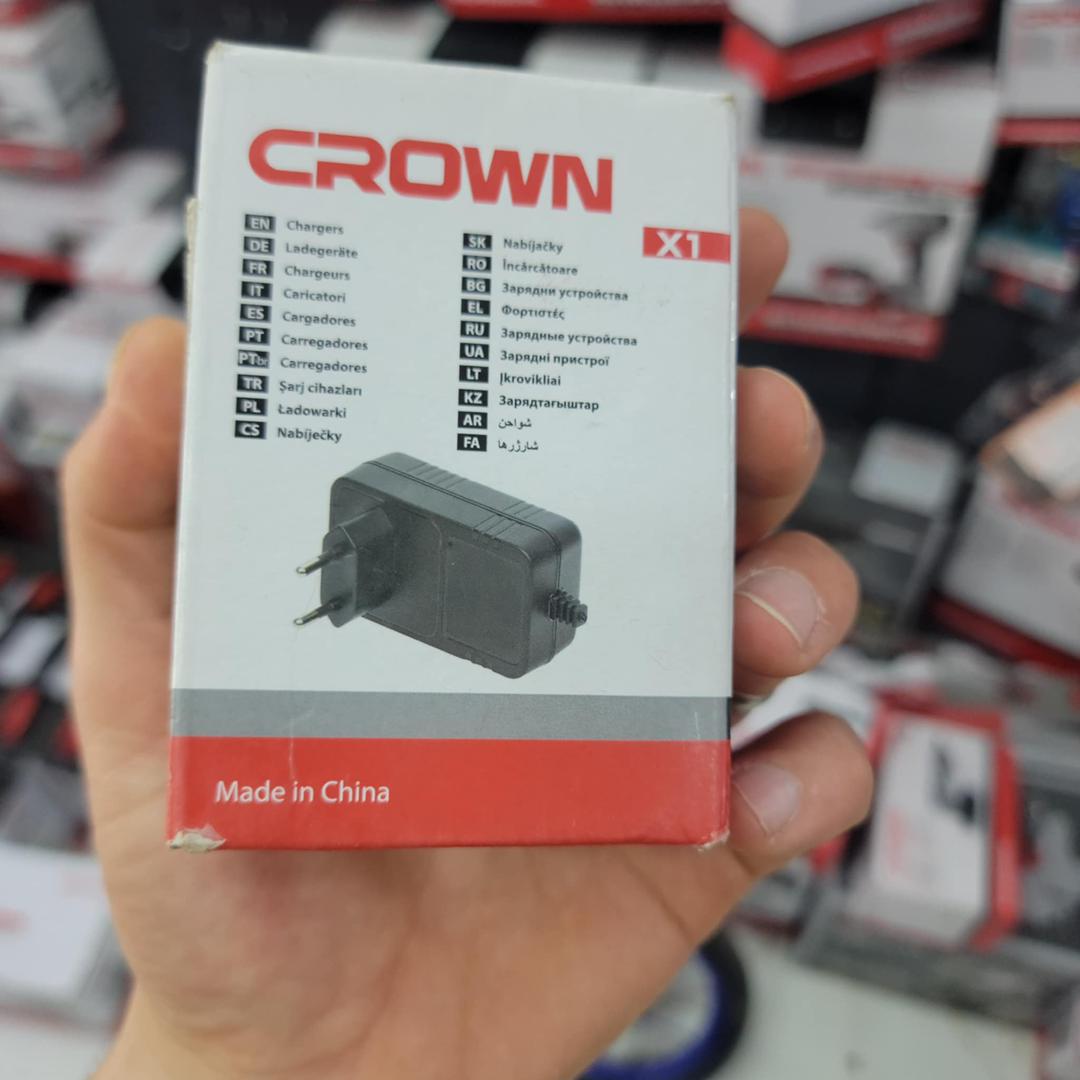 CROWN
X1
EN Chargers
DE Ladegeräte
FR Chargeurs
IT Caricatori
ES Cargadores
PT Carregadores
PTbr Carregadores
TR Şarj cihazları
PL Ładowarki
CS Nabíječky
SK Nabíjačky
RO Încărcătoare
BG Зарядни устройства
EL Φορτιστές
RU Зарядные устройства
UA Зарядні пристрої
LT Įkrovikliai
KZ Зарядтағыштар
AR شواحن
FA شارژرها
Made in China